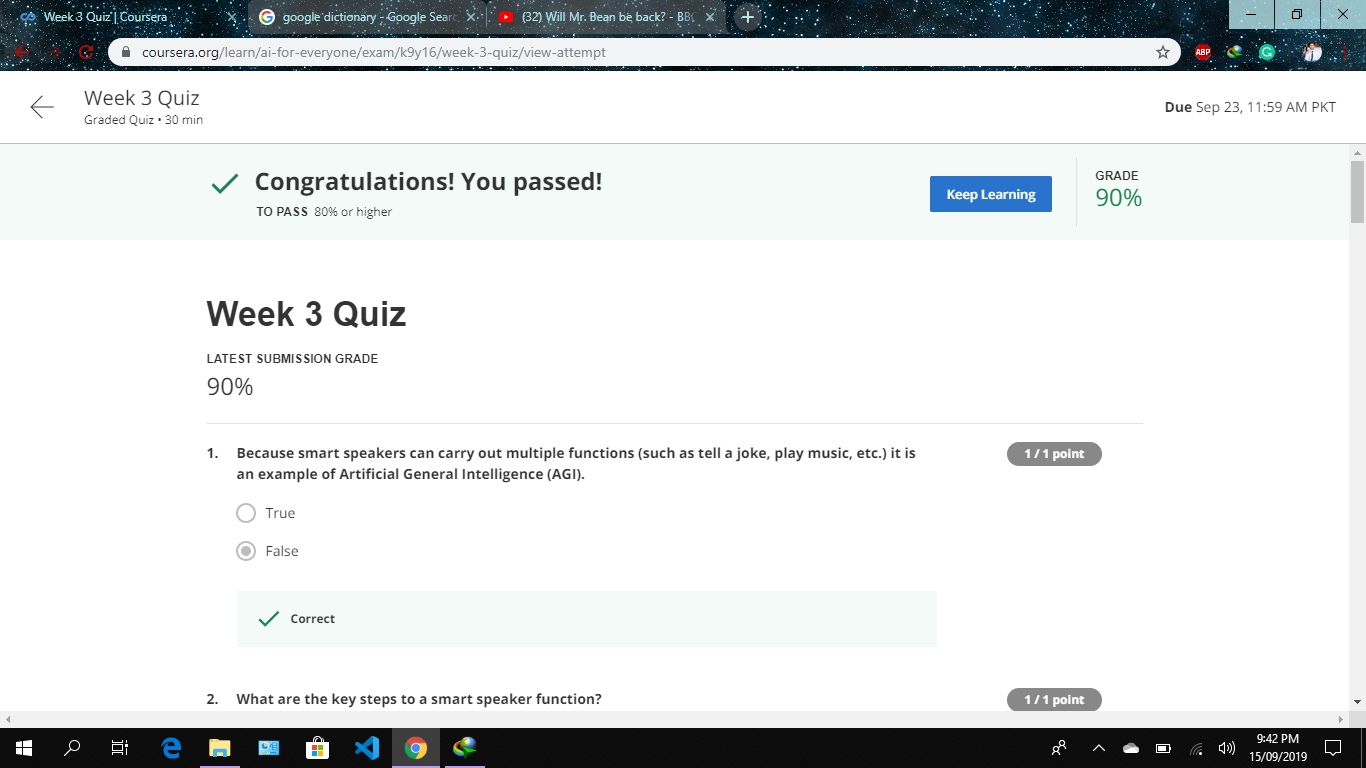 Week 3 Quiz | Coursera
google dictionary - Google Sear
(32) Will Mr. Bean be back? - BB
coursera.org/learn/ai-for-everyone/exam/k9y16/week-3-quiz/view-attempt
ABP
Week 3 Quiz
Graded Quiz • 30 min
Due Sep 23, 11:59 AM PKT
Congratulations! You passed!
TO PASS 80% or higher
Keep Learning
GRADE
90%
Week 3 Quiz
LATEST SUBMISSION GRADE
90%
1. Because smart speakers can carry out multiple functions (such as tell a joke, play music, etc.) it is
an example of Artificial General Intelligence (AGI).
1 / 1 point
True
False
Correct
2. What are the key steps to a smart speaker function?
1 / 1 point
9:42 PM
15/09/2019